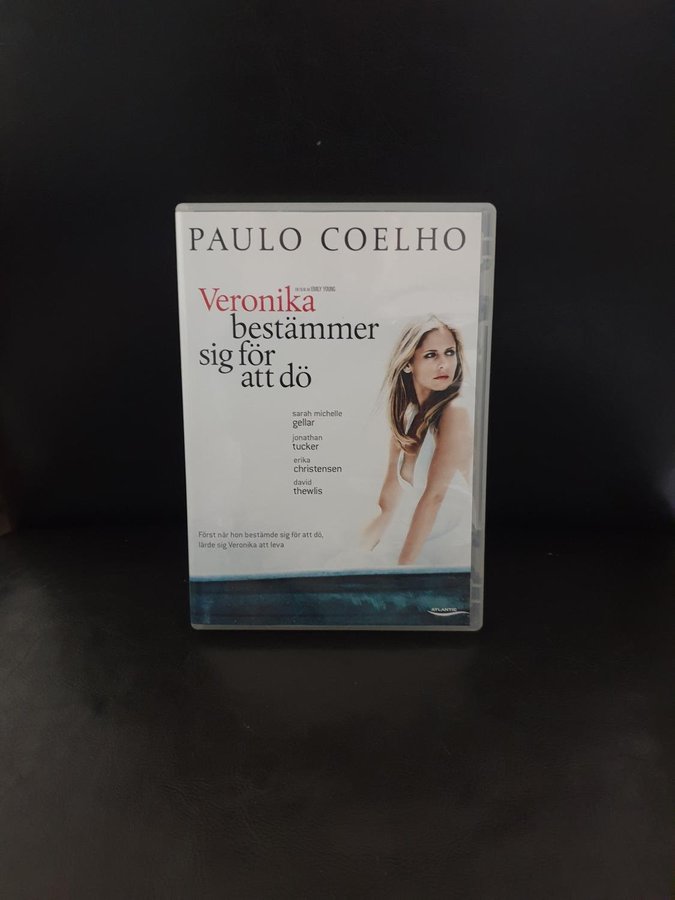 PAULO COELHO
EN FILM AV EMILY YOUNG
Veronika
bestämmer
sig för
att dö
sarah michelle
gellar
jonathan
tucker
erika
christensen
david
thewlis
Först når hon bestämde sig för att dö,
lärde sig Veronika att leva
ATLANTIC